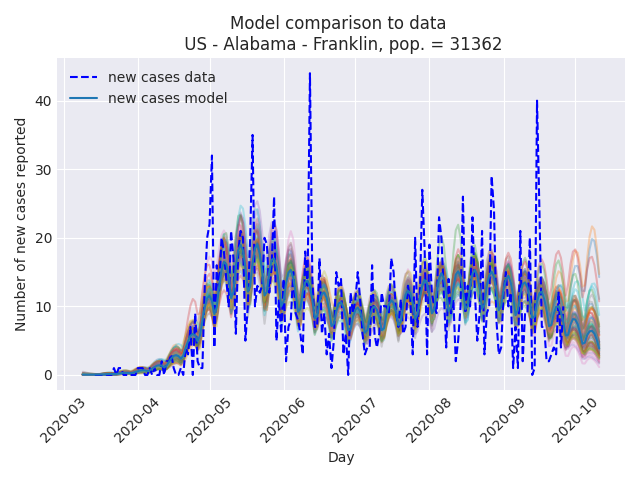 Model comparison to data
US - Alabama - Franklin, pop. = 31362
new cases data
new cases model
Number of new cases reported
40
30
20
10
0
2020-03
2020-04
2020-05
2020-06
2020-07
2020-08
2020-09
2020-10
Day